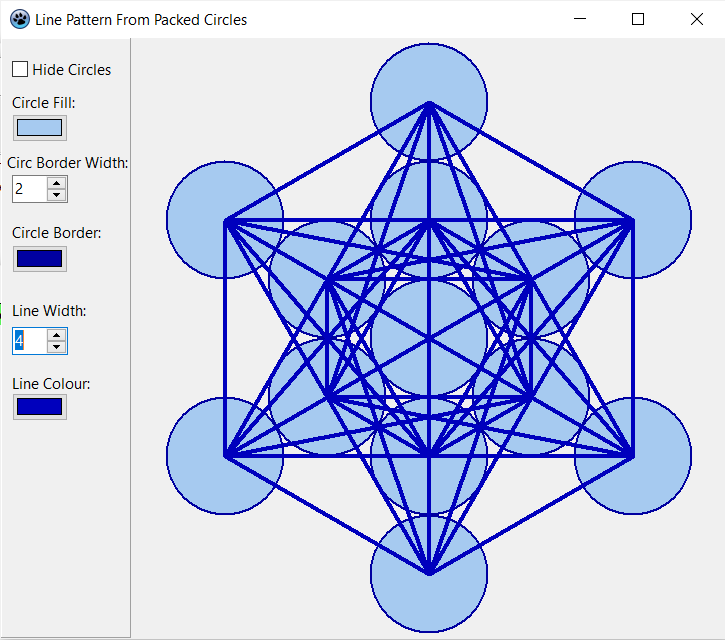 Line Pattern From Packed Circles
Hide Circles
Circle Fill:
Circ Border Width:
2
Circle Border:
Line Width:
4
Line Colour: